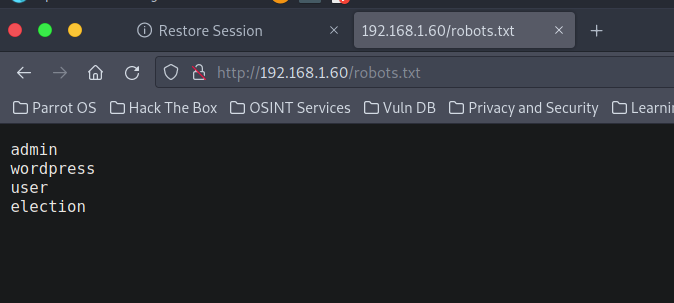 Restore Session
192.168.1.60/robots.txt
http://192.168.1.60/robots.txt
Parrot OS Hack The Box OSINT Services Vuln DB Privacy and Security
admin
wordpress
user
election